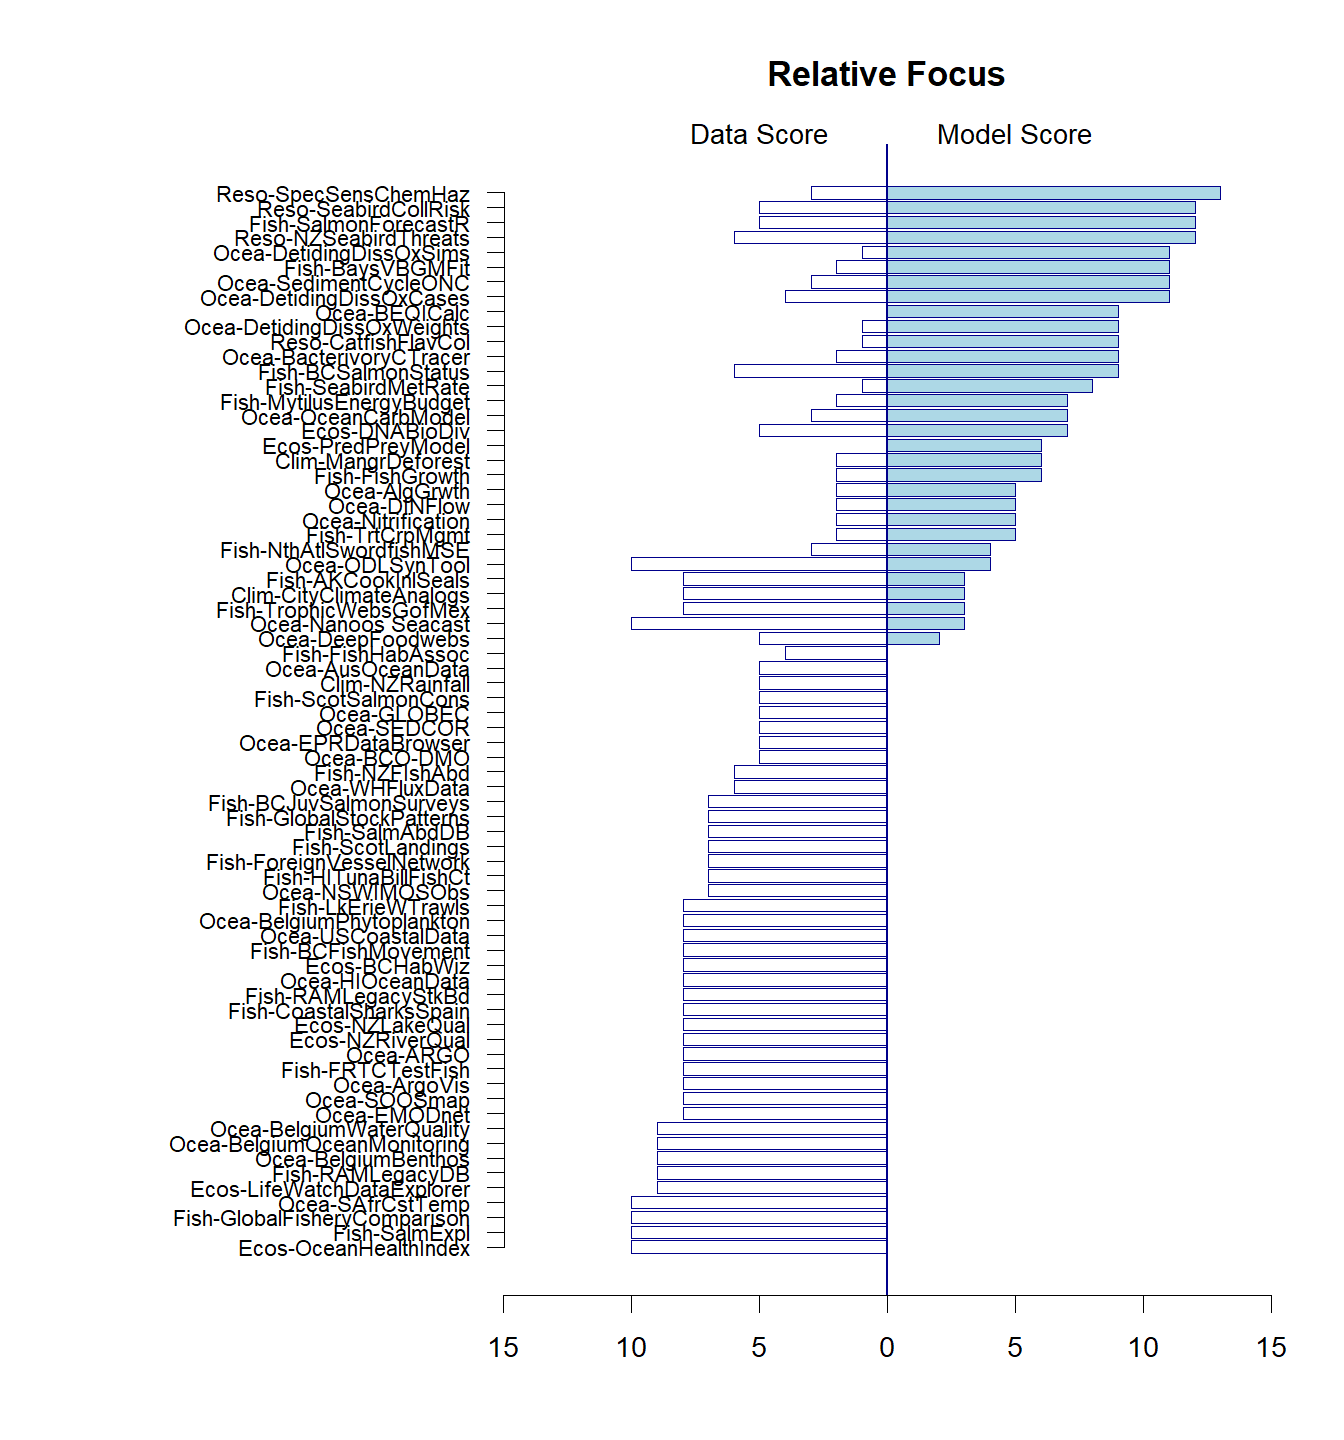 Relative Focus
Data Score
Model Score
Reso-SpecSensChemHaz
Reso-SeabirdCollRisk
Fish-SalmonForecastR
Reso-NZSeabirdThreats
Ocea-DetidingDissOxSims
Fish-BaysVBGMFit
Ocea-SedimentCycleONC
Ocea-DetidingDissOxCases
Ocea-BEQICalc
Ocea-DetidingDissOxWeights
Reso-CatfishFlavCol
Ocea-BacterivoryCTracer
Fish-BCSalmonStatus
Fish-SeabirdMetRate
Fish-MytilusEnergyBudget
Ocea-OceanCarbModel
Ecos-DNABioDiv
Ecos-PredPreyModel
Clim-MangrDeforest
Fish-FishGrowth
Ocea-AlgGrwth
Ocea-DINFlow
Ocea-Nitrification
Fish-TrtCrpMgmt
Fish-NthAtlSwordfishMSE
Ocea-ODLSynTool
Fish-AKCookInlSeals
Clim-CityClimateAnalogs
Fish-TrophicWebsGofMex
Ocea-Nanoos Seacast
Ocea-DeepFoodwebs
Fish-FishHabAssoc
Ocea-AusOceanData
Clim-NZRainfall
Fish-ScotSalmonCons
Ocea-GLOBEC
Ocea-SEDCOR
Ocea-EPRDataBrowser
Ocea-BCO-DMO
Fish-NZFishAbd
Ocea-WHFluxData
Fish-BCJuvSalmonSurveys
Fish-GlobalStockPatterns
Fish-SalmAbdDB
Fish-ScotLandings
Fish-ForeignVesselNetwork
Fish-HITunaBillFishCt
Ocea-NSWIMOSObs
Fish-LkErieWTrawls
Ocea-BelgiumPhytoplankton
Ocea-USCoastalData
Fish-BCFishMovement
Ecos-BCHabWiz
Ocea-HIOceanData
Fish-RAMLegacyStkBd
Fish-CoastalSharksSpain
Ecos-NZLakeQual
Ecos-NZRiverQual
Ocea-ARGO
Fish-FRTCTestFish
Ocea-ArgoVis
Ocea-SOOSmap
Ocea-EMODnet
Ocea-BelgiumWaterQuality
Ocea-BelgiumOceanMonitoring
Ocea-BelgiumBenthos
Fish-RAMLegacyDB
Ecos-LifeWatchDataExplorer
Ocea-SAfrCstTemp
Fish-GlobalFisheryComparison
Fish-SalmExpl
Ecos-OceanHealthIndex
15 10 5 0 5 10 15